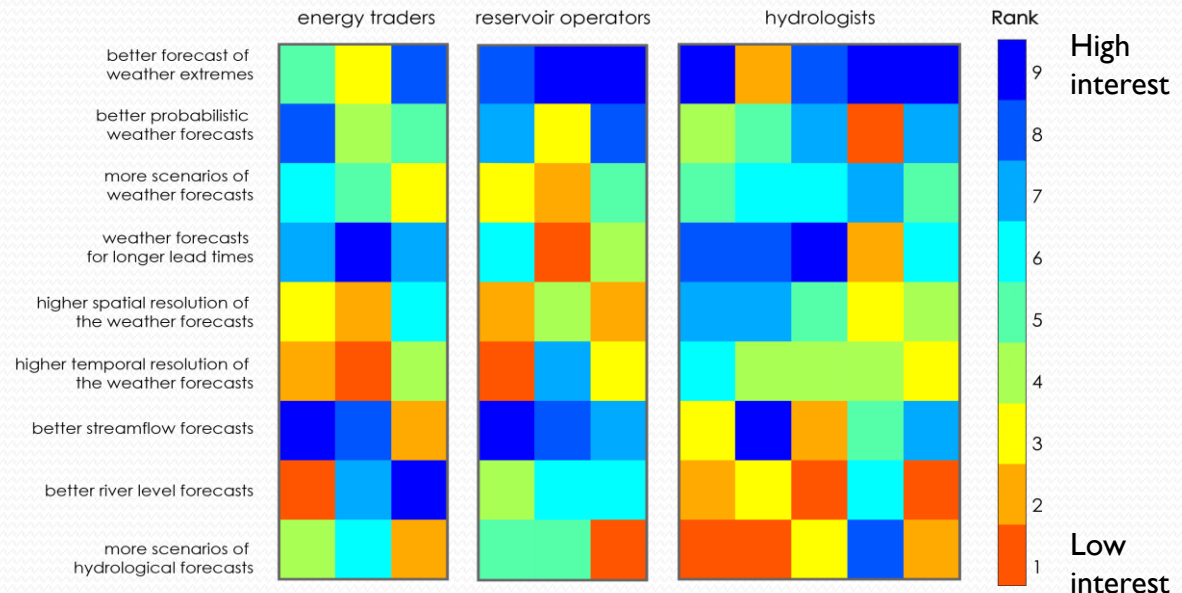 energy traders
reservoir operators
hydrologists
Rank
High
interest
better forecast of
weather extremes
better probabilistic
weather forecasts
more scenarios of
weather forecasts
weather forecasts
for longer lead times
higher spatial resolution of
the weather forecasts
higher temporal resolution of
the weather forecasts
better streamflow forecasts
better river level forecasts
more scenarios of
hydrological forecasts
9
8
7
6
5
4
3
2
1
Low
interest